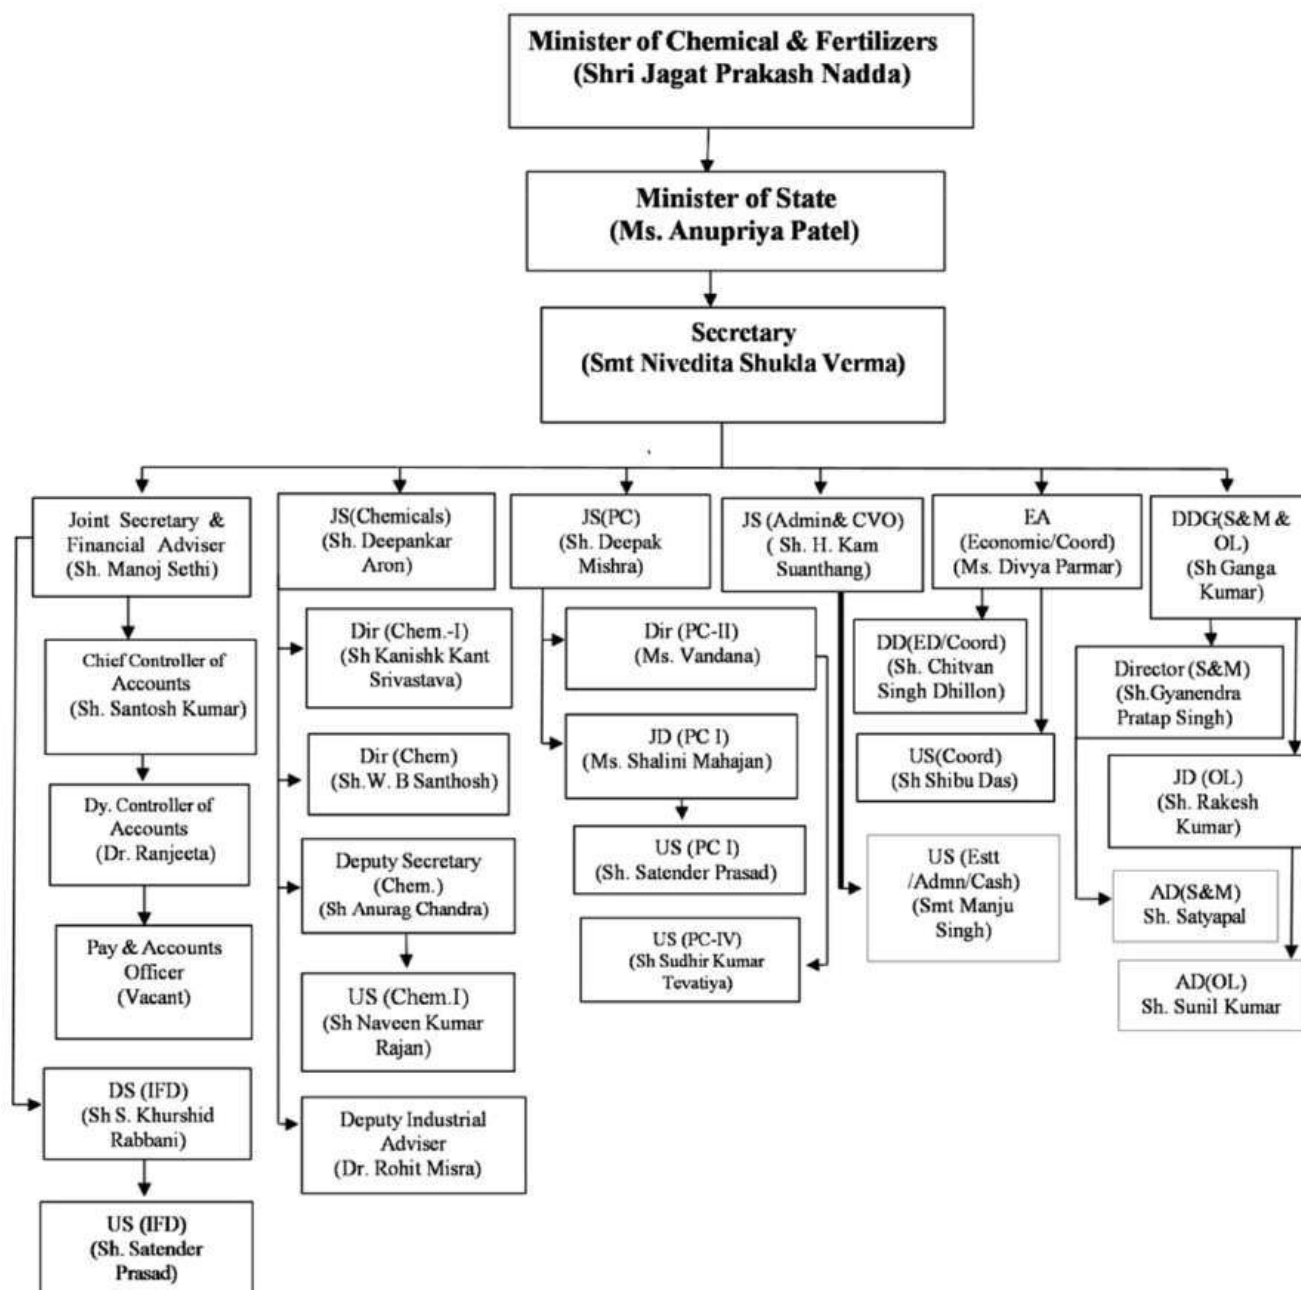 Minister of Chemical & Fertilizers
(Shri Jagat Prakash Nadda)
Minister of State
(Ms. Anupriya Patel)
Secretary
(Smt Nivedita Shukla Verma)
Joint Secretary &
Financial Adviser
(Sh. Manoj Sethi)
Chief Controller of
Accounts
(Sh. Santosh Kumar)
Dy. Controller of
Accounts
(Dr. Ranjeeta)
Pay & Accounts
Officer
(Vacant)
DS (IFD)
(Sh S. Khurshid
Rabbani)
US (IFD)
(Sh. Satender
Prasad)
JS(Chemicals)
(Sh. Deepankar
Aron)
Dir (Chem.-I)
(Sh Kanishk Kant
Srivastava)
Dir (Chem)
(Sh.W. B Santhosh)
Deputy Secretary
(Chem.)
(Sh Anurag Chandra)
US (Chem.I)
(Sh Naveen Kumar
Rajan)
Deputy Industrial
Adviser
(Dr. Rohit Misra)
JS(PC)
(Sh. Deepak
Mishra)
Dir (PC-II)
(Ms. Vandana)
JD (PC I)
(Ms. Shalini Mahajan)
US (PC I)
(Sh. Satender Prasad)
US (PC-IV)
(Sh Sudhir Kumar
Tevatiya)
JS (Admin& CVO)
( Sh. H. Kam
Suanthang)
US (Estt
/Admn/Cash)
(Smt Manju
Singh)
EA
(Economic/Coord)
(Ms. Divya Parmar)
DD(ED/Coord)
(Sh. Chitvan
Singh Dhillon)
US(Coord)
(Sh Shibu Das)
DDG(S&M &
OL)
(Sh Ganga
Kumar)
Director (S&M)
(Sh.Gyanendra
Pratap Singh)
JD (OL)
(Sh. Rakesh
Kumar)
AD(S&M)
Sh. Satyapal
AD(OL)
Sh. Sunil Kumar